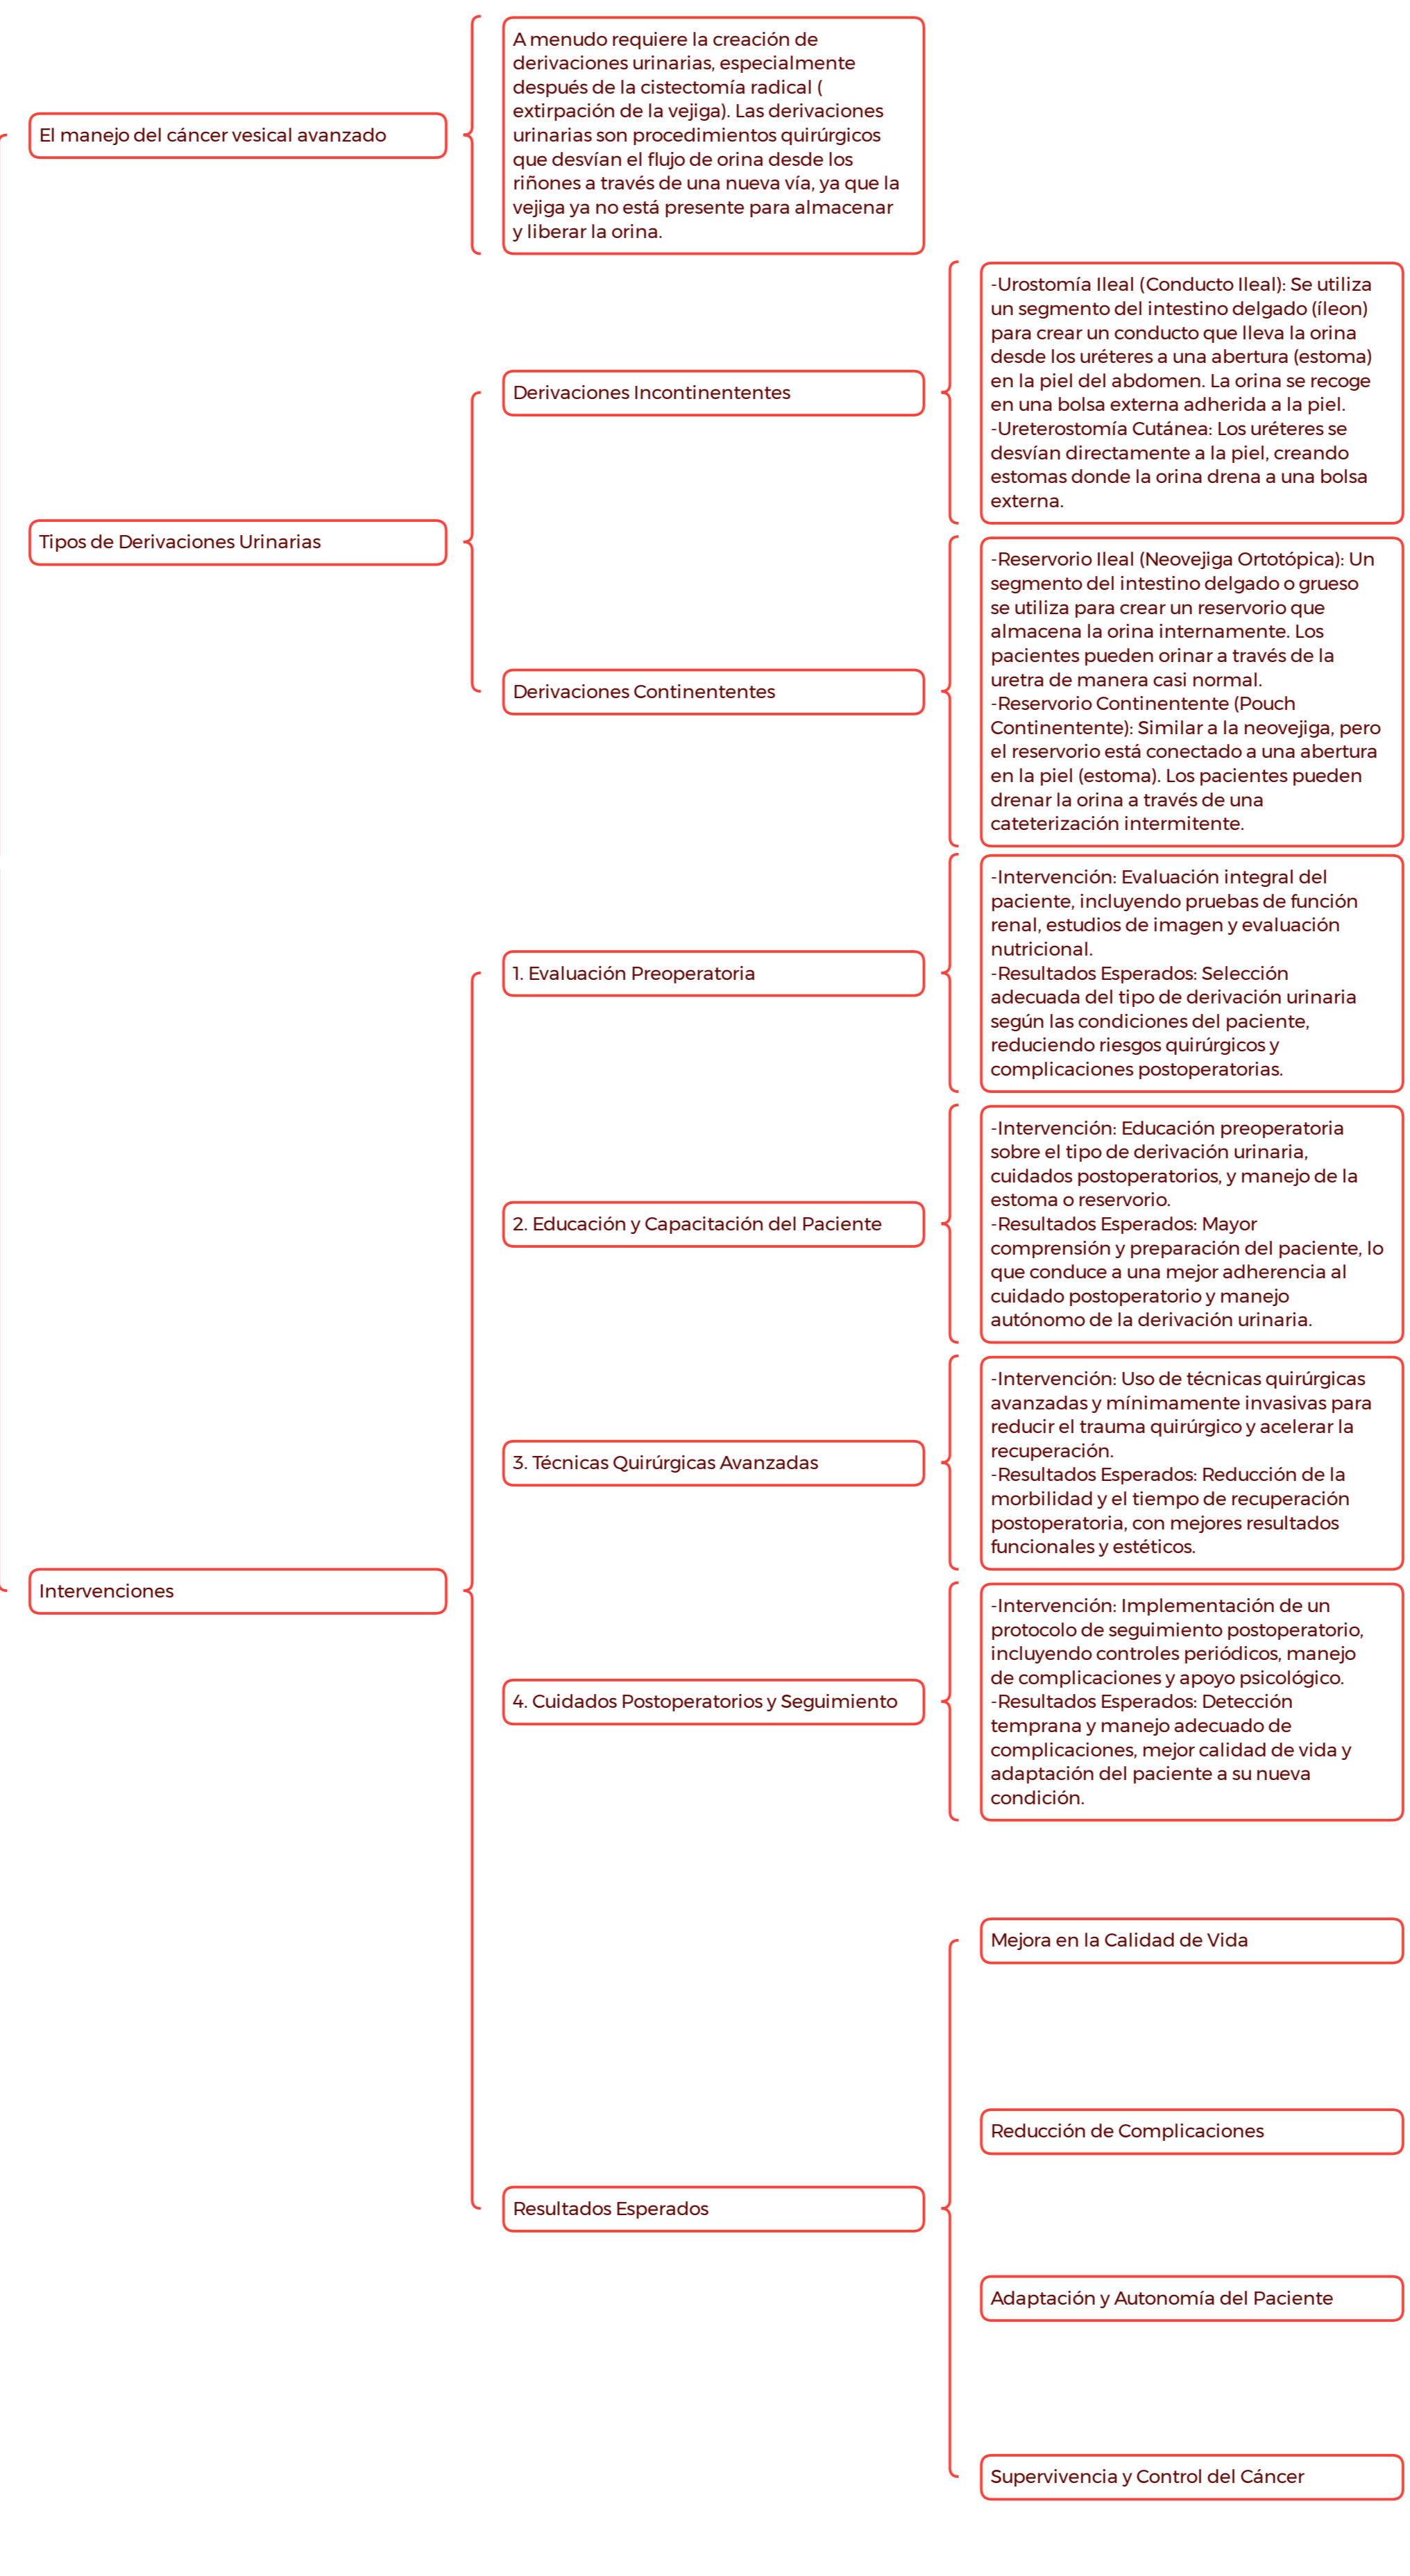 El manejo del cáncer vesical avanzado
A menudo requiere la creación de
derivaciones urinarias, especialmente
después de la cistectomía radical (
extirpación de la vejiga). Las derivaciones
urinarias son procedimientos quirúrgicos
que desvían el flujo de orina desde los
riñones a través de una nueva vía, ya que la
vejiga ya no está presente para almacenar
y liberar la orina.
Tipos de Derivaciones Urinarias
Derivaciones Incontinententes
-Urostomía Ileal (Conducto Ileal): Se utiliza
un segmento del intestino delgado (íleon)
para crear un conducto que lleva la orina
desde los uréteres a una abertura (estoma)
en la piel del abdomen. La orina se recoge
en una bolsa externa adherida a la piel.
-Ureterostomía Cutánea: Los uréteres se
desvían directamente a la piel, creando
estomas donde la orina drena a una bolsa
externa.
Derivaciones Continententes
-Reservorio Ileal (Neovejiga Ortotópica): Un
segmento del intestino delgado o grueso
se utiliza para crear un reservorio que
almacena la orina internamente. Los
pacientes pueden orinar a través de la
uretra de manera casi normal.
-Reservorio Continentente (Pouch
Continentente): Similar a la neovejiga, pero
el reservorio está conectado a una abertura
en la piel (estoma). Los pacientes pueden
drenar la orina a través de una
cateterización intermitente.
Intervenciones
1. Evaluación Preoperatoria
-Intervención: Evaluación integral del
paciente, incluyendo pruebas de función
renal, estudios de imagen y evaluación
nutricional.
-Resultados Esperados: Selección
adecuada del tipo de derivación urinaria
según las condiciones del paciente,
reduciendo riesgos quirúrgicos y
complicaciones postoperatorias.
2. Educación y Capacitación del Paciente
-Intervención: Educación preoperatoria
sobre el tipo de derivación urinaria,
cuidados postoperatorios, y manejo de la
estoma o reservorio.
-Resultados Esperados: Mayor
comprensión y preparación del paciente, lo
que conduce a una mejor adherencia al
cuidado postoperatorio y manejo
autónomo de la derivación urinaria.
3. Técnicas Quirúrgicas Avanzadas
-Intervención: Uso de técnicas quirúrgicas
avanzadas y mínimamente invasivas para
reducir el trauma quirúrgico y acelerar la
recuperación.
-Resultados Esperados: Reducción de la
morbilidad y el tiempo de recuperación
postoperatoria, con mejores resultados
funcionales y estéticos.
4. Cuidados Postoperatorios y Seguimiento
-Intervención: Implementación de un
protocolo de seguimiento postoperatorio,
incluyendo controles periódicos, manejo
de complicaciones y apoyo psicológico.
-Resultados Esperados: Detección
temprana y manejo adecuado de
complicaciones, mejor calidad de vida y
adaptación del paciente a su nueva
condición.
Resultados Esperados
Mejora en la Calidad de Vida
Reducción de Complicaciones
Adaptación y Autonomía del Paciente
Supervivencia y Control del Cáncer